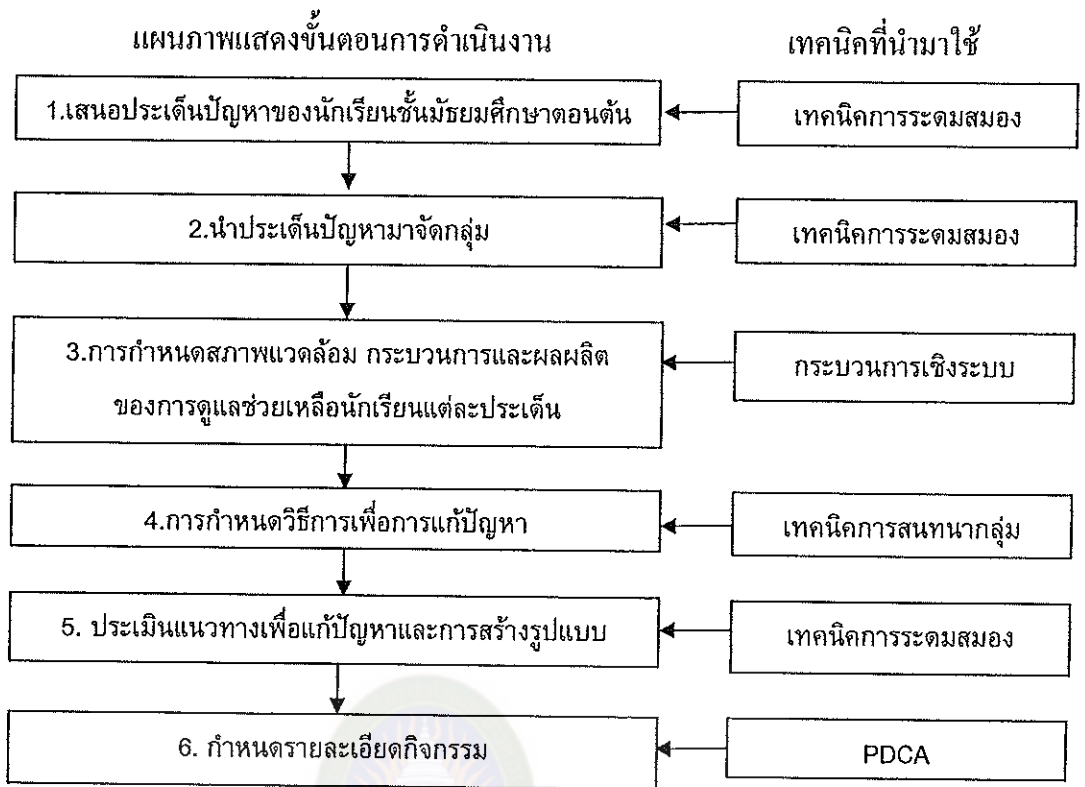 แผนภาพแสดงขั้นตอนการดำเนินงาน
เทคนิคที่นำมาใช้
1.เสนอประเด็นปัญหาของนักเรียนชั้นมัธยมศึกษาตอนต้น
เทคนิคการระดมสมอง
2.นำประเด็นปัญหามาจัดกลุ่ม
เทคนิคการระดมสมอง
3.การกำหนดสภาพแวดล้อม กระบวนการและผลผลิต
ของการดูแลช่วยเหลือนักเรียนแต่ละประเด็น
กระบวนการเชิงระบบ
4.การกำหนดวิธีการเพื่อการแก้ปัญหา
เทคนิคการสนทนากลุ่ม
5. ประเมินแนวทางเพื่อแก้ปัญหาและการสร้างรูปแบบ
เทคนิคการระดมสมอง
6. กำหนดรายละเอียดกิจกรรม
PDCA